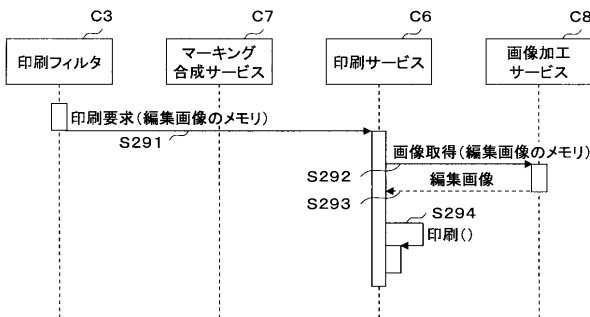 C3
C7
C6
C8
印刷フィルタ
マーキング
合成サービス
印刷サービス
画像加工
サービス
印刷要求(編集画像のメモリ)
S291
画像取得(編集画像のメモリ)
S292
編集画像
S293
S294
印刷()